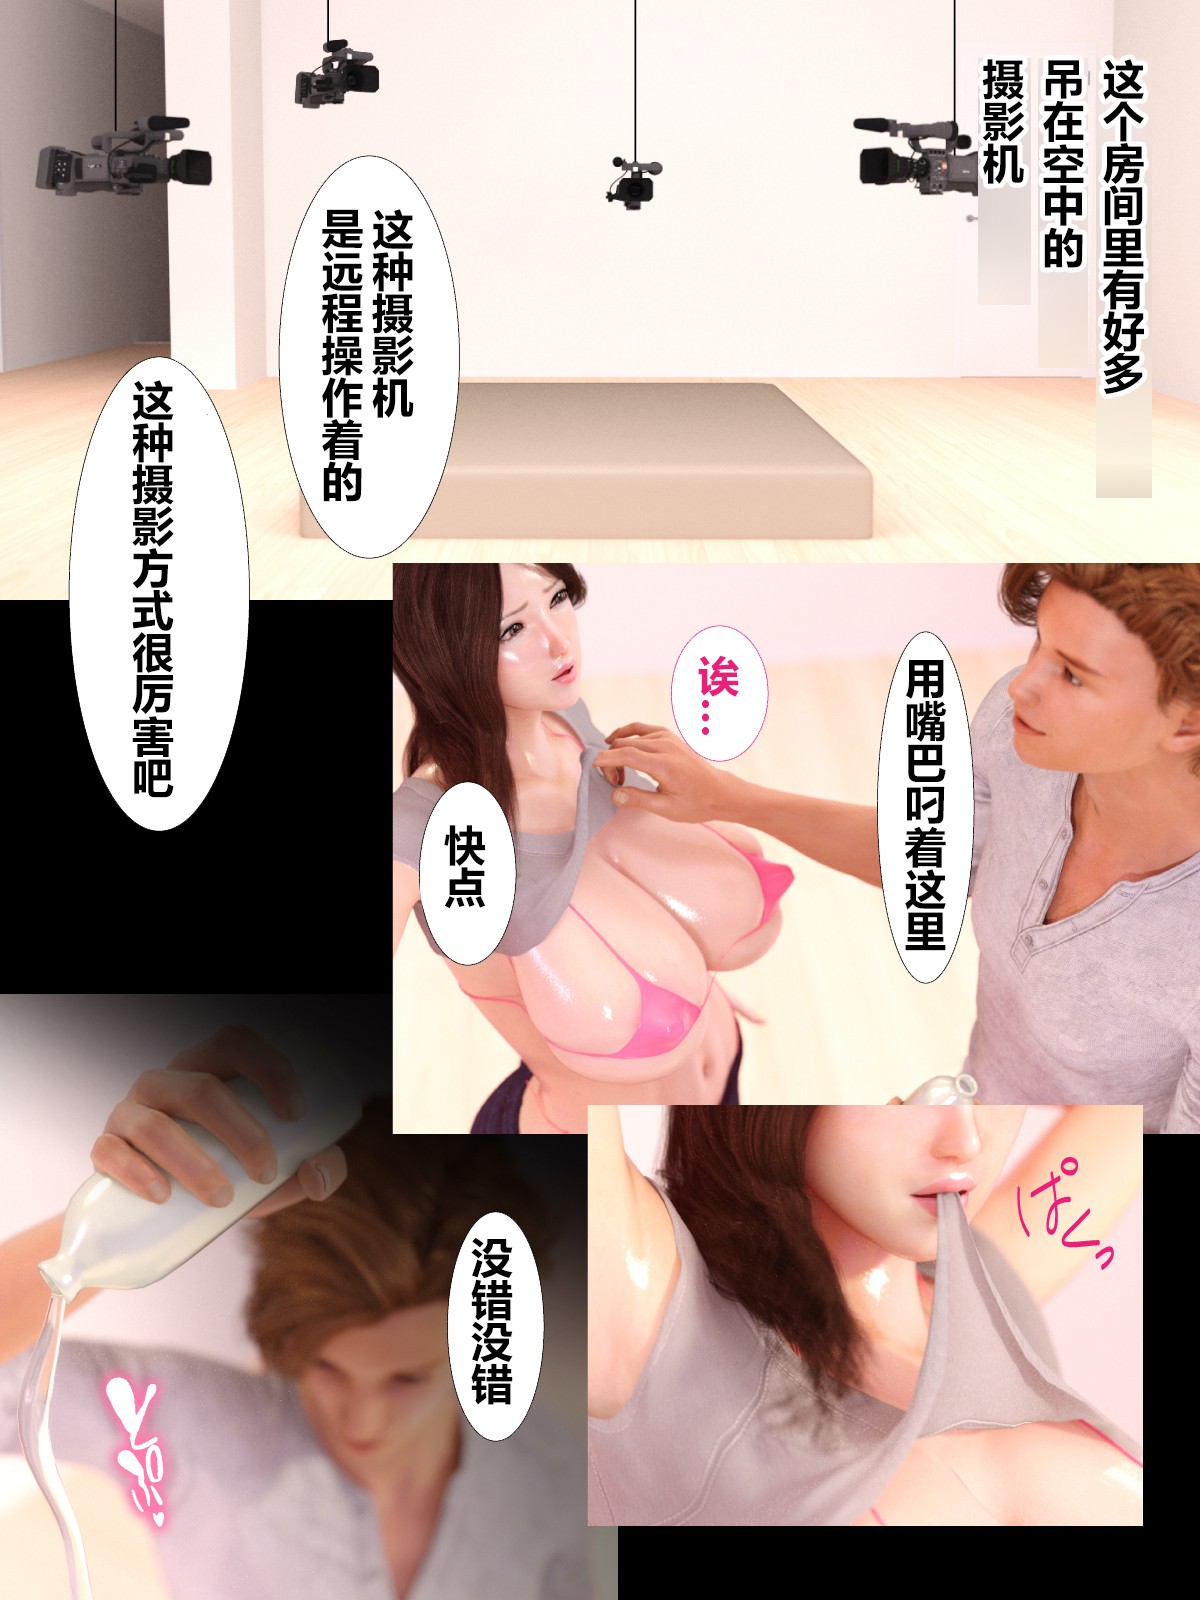 这个房间里有好多
吊在空中的
摄影机
这种摄影机
是远程操作着的
这种摄影方式很厉害吧
用嘴巴叼着这里
诶…
快点
ぱくっ
没错没错